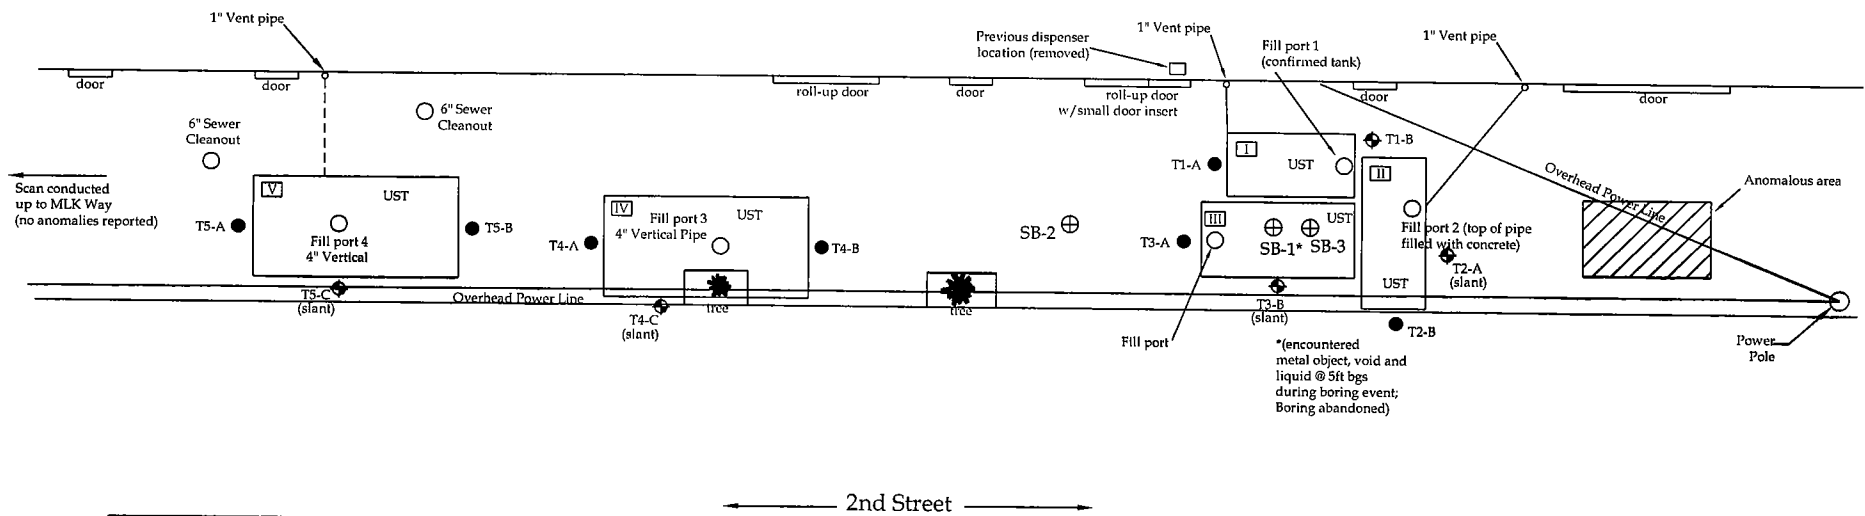 1" Vent pipe
Previous dispenser
location (removed)
1" Vent pipe
Fill port 1
(confirmed tank)
1" Vent pipe
door
door
roll-up door
door
roll-up door
w/small door insert
door
door
6" Sewer
Cleanout
6" Sewer
Cleanout
Scan conducted
up to MLK Way
(no anomalies reported)
V
UST
T5-A
Fill port 4
4" Vertical
T5-B
T5-C
(slant)
Overhead Power Line
IV
UST
Fill port 3
4" Vertical Pipe
T4-A
T4-B
T4-C
(slant)
tree
tree
SB-2
T1-A
I
UST
T1-B
II
UST
Fill port 2 (top of pipe
filled with concrete)
T2-A
(slant)
T2-B
III
UST
T3-A
SB-1*
SB-3
T3-B
(slant)
Fill port
*(encountered
metal object, void and
liquid @ 5ft bgs
during boring event;
Boring abandoned)
Overhead Power Line
Anomalous area
Power
Pole
2nd Street